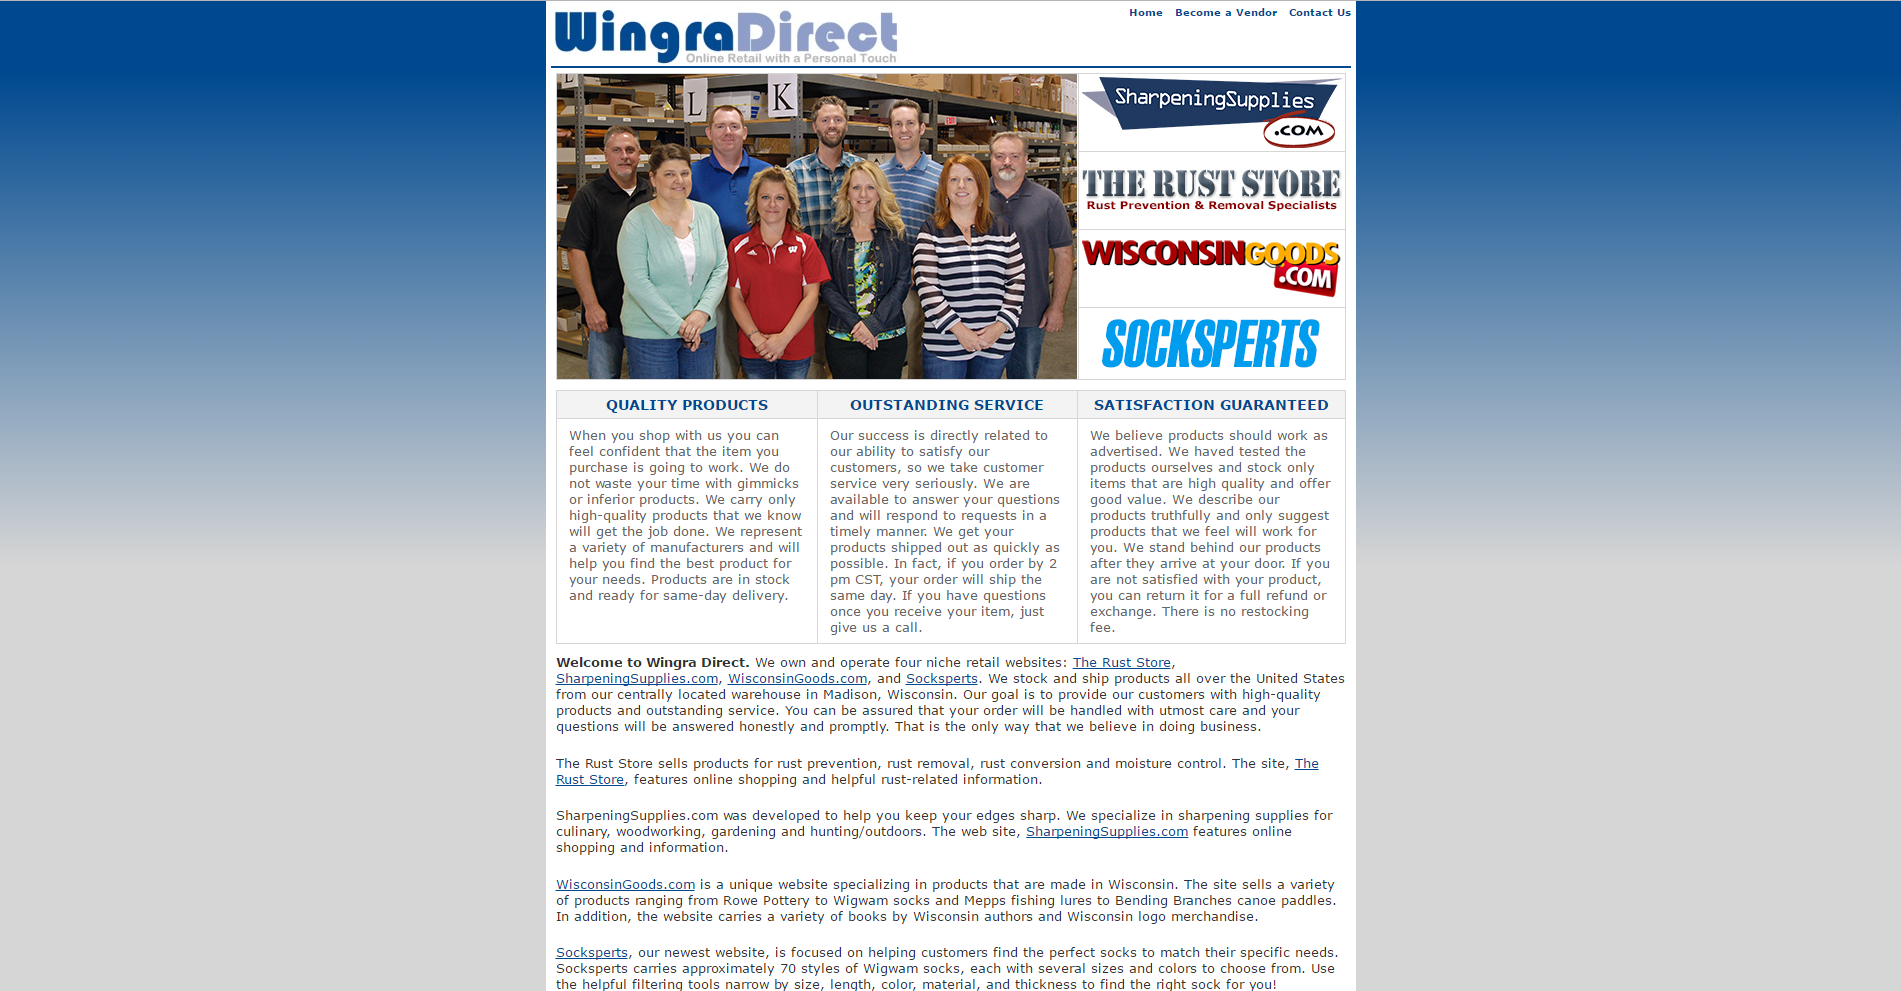 WingraDirect
Online Retail with a Personal Touch
Home Become a Vendor Contact Us
L
L K
SharpeningSupplies
.COM
THE RUST STORE
Rust Prevention & Removal Specialists
WISCONSINGOODS
.COM
SOCKSPERTS
W
QUALITY PRODUCTS
When you shop with us you can
feel confident that the item you
purchase is going to work. We do
not waste your time with gimmicks
or inferior products. We carry only
high-quality products that we know
will get the job done. We represent
a variety of manufacturers and will
help you find the best product for
your needs. Products are in stock
and ready for same-day delivery.
OUTSTANDING SERVICE
Our success is directly related to
our ability to satisfy our
customers, so we take customer
service very seriously. We are
available to answer your questions
and will respond to requests in a
timely manner. We get your
products shipped out as quickly as
possible. In fact, if you order by 2
pm CST, your order will ship the
same day. If you have questions
once you receive your item, just
give us a call.
SATISFACTION GUARANTEED
We believe products should work as
advertised. We haved tested the
products ourselves and stock only
items that are high quality and offer
good value. We describe our
products truthfully and only suggest
products that we feel will work for
you. We stand behind our products
after they arrive at your door. If you
are not satisfied with your product,
you can return it for a full refund or
exchange. There is no restocking
fee.
Welcome to Wingra Direct. We own and operate four niche retail websites: The Rust Store,
SharpeningSupplies.com, WisconsinGoods.com, and Socksperts. We stock and ship products all over the United States
from our centrally located warehouse in Madison, Wisconsin. Our goal is to provide our customers with high-quality
products and outstanding service. You can be assured that your order will be handled with utmost care and your
questions will be answered honestly and promptly. That is the only way that we believe in doing business.
The Rust Store sells products for rust prevention, rust removal, rust conversion and moisture control. The site, The
Rust Store, features online shopping and helpful rust-related information.
SharpeningSupplies.com was developed to help you keep your edges sharp. We specialize in sharpening supplies for
culinary, woodworking, gardening and hunting/outdoors. The web site, SharpeningSupplies.com features online
shopping and information.
WisconsinGoods.com is a unique website specializing in products that are made in Wisconsin. The site sells a variety
of products ranging from Rowe Pottery to Wigwam socks and Mepps fishing lures to Bending Branches canoe paddles.
In addition, the website carries a variety of books by Wisconsin authors and Wisconsin logo merchandise.
Socksperts, our newest website, is focused on helping customers find the perfect socks to match their specific needs.
Socksperts carries approximately 70 styles of Wigwam socks, each with several sizes and colors to choose from. Use
the helpful filtering tools narrow by size, length, color, material, and thickness to find the right sock for you!